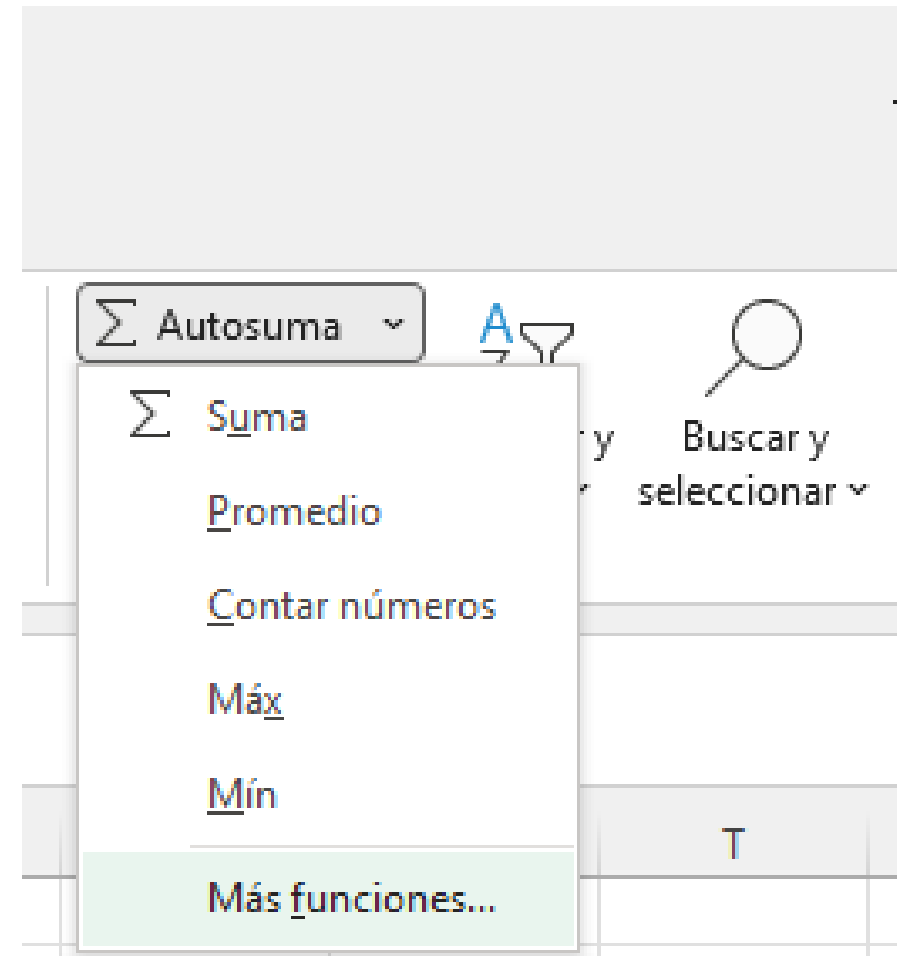 Autosuma
A
Z
Suma
Promedio
Contar números
Máx
Mín
Más funciones...
y
Buscar y
seleccionar
T